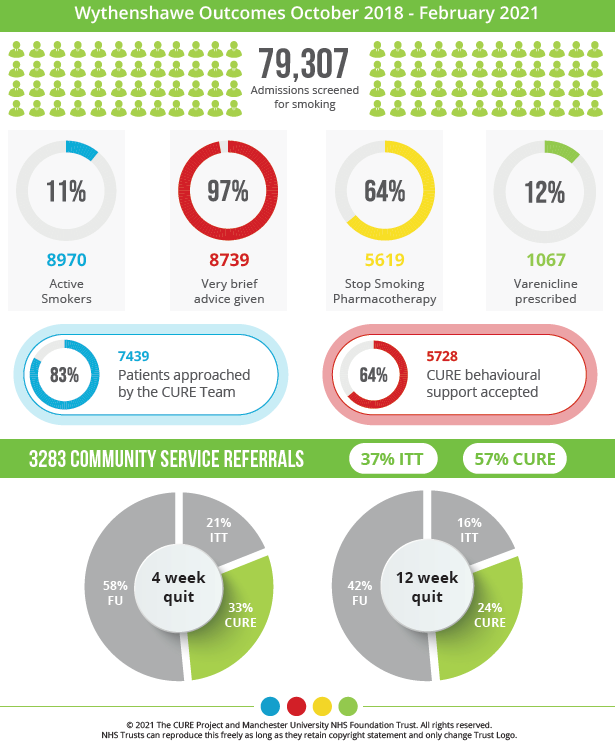 Wythenshawe Outcomes October 2018 - February 2021
79,307
Admissions screened
for smoking
11%
8970
Active
Smokers
97%
8739
Very brief
advice given
64%
5619
Stop Smoking
Pharmacotherapy
12%
1067
Varenicline
prescribed
83%
7439
Patients approached
by the CURE Team
64%
5728
CURE behavioural
support accepted
3283 COMMUNITY SERVICE REFERRALS
37% ITT
57% CURE
21%
ITT
58%
FU
4 week
quit
33%
CURE
16%
ITT
42%
FU
12 week
quit
24%
CURE
© 2021 The CURE Project and Manchester University NHS Foundation Trust. All rights reserved.
NHS Trusts can reproduce this freely as long as they retain copyright statement and only change Trust Logo.